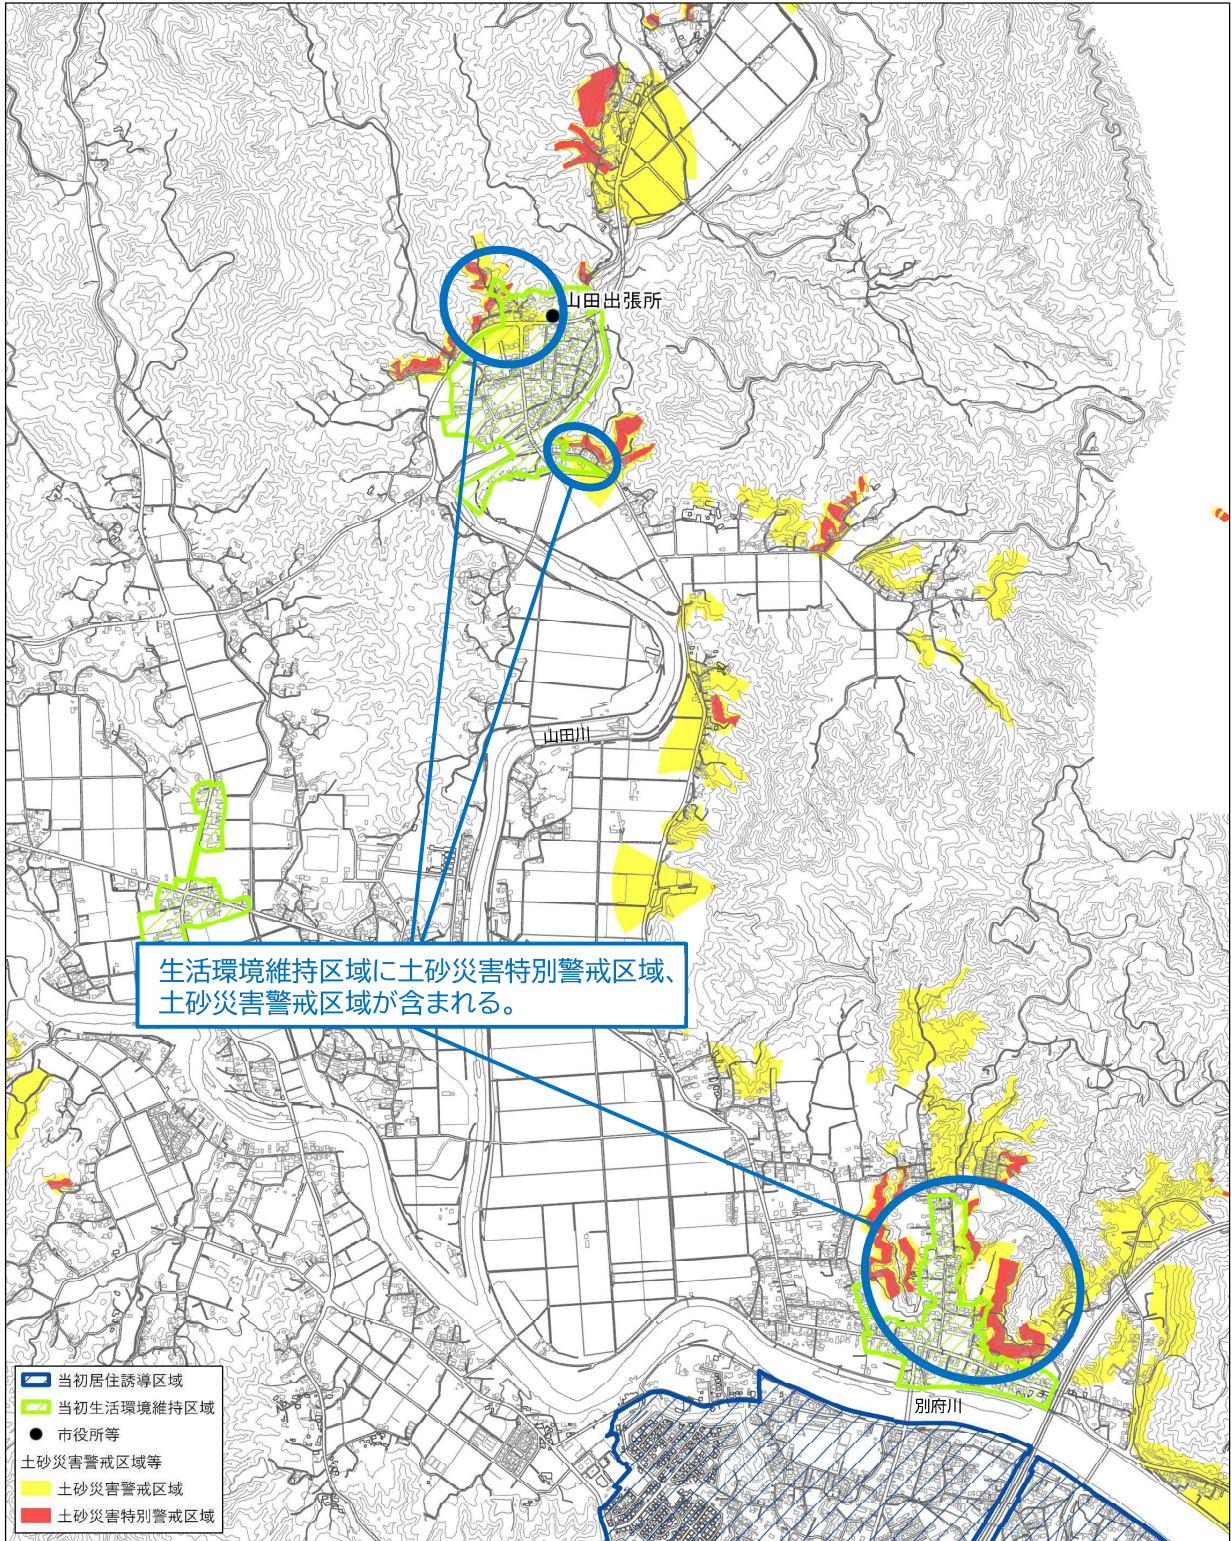 山田出張所
山田川
生活環境維持区域に土砂災害特別警戒区域、
土砂災害警戒区域が含まれる。
別府川
当初居住誘導区域
当初生活環境維持区域
市役所等
土砂災害警戒区域等
土砂災害警戒区域
土砂災害特別警戒区域